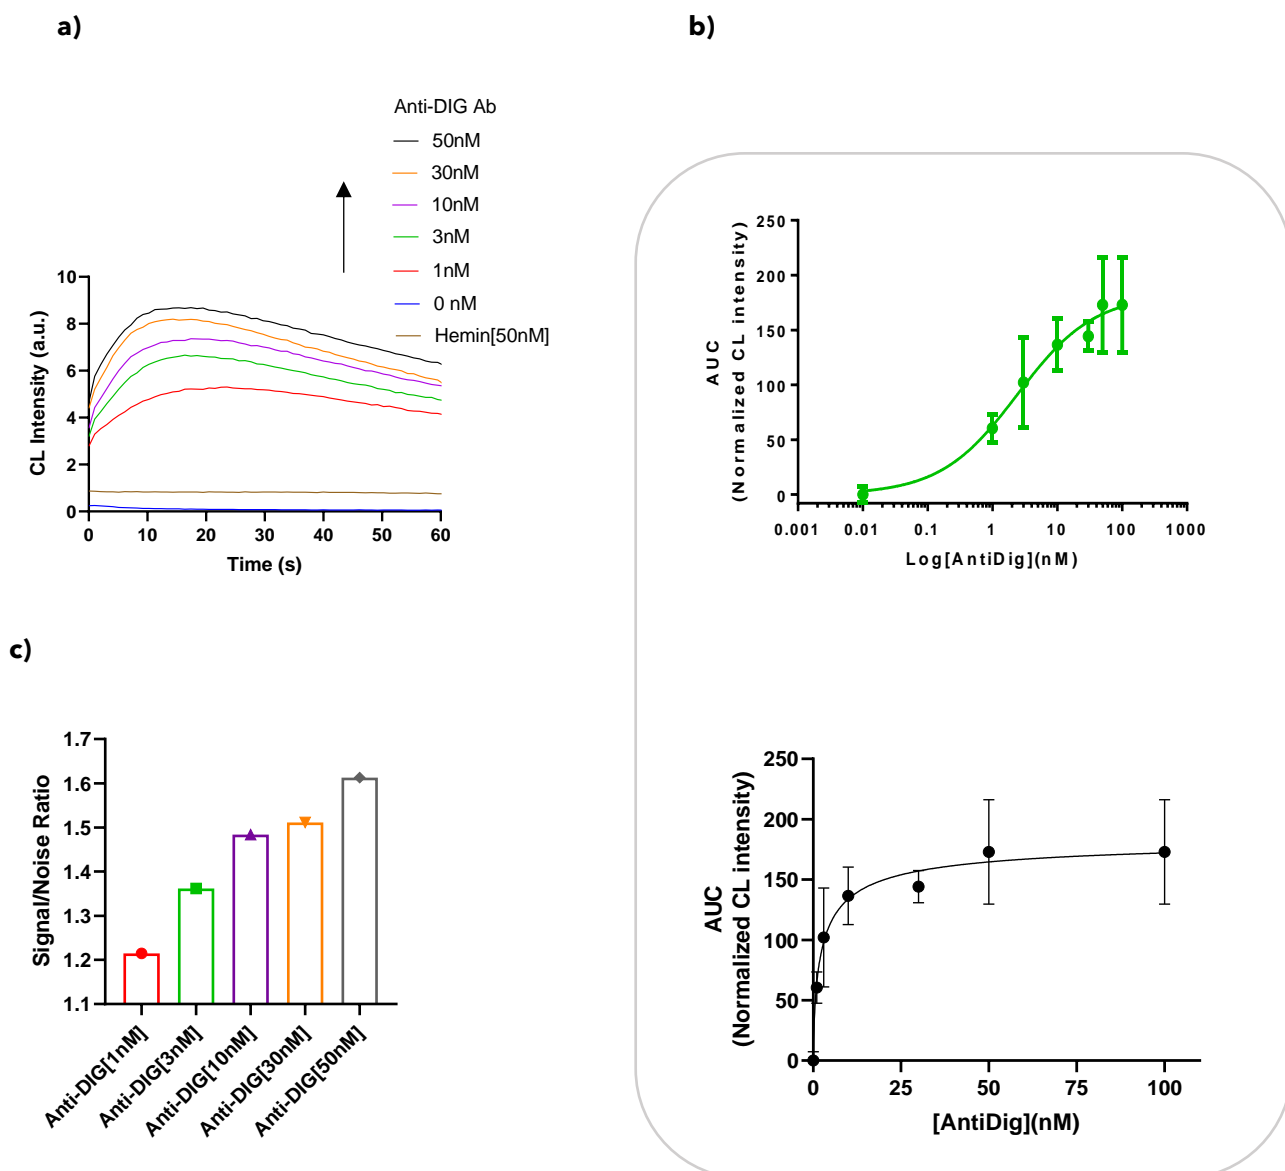 a)
Anti-DIG Ab
50nM
30nM
10nM
3nM
1nM
0 nM
Hemin[50nM]
10
8
6
4
2
0
CL Intensity (a.u.)
0 10 20 30 40 50 60
Time (s)
b)
250
200
150
100
50
0
AUC
(Normalized CL intensity)
0.001 0.01 0.1 1 10 100 1000
Log[AntiDig](nM)
c)
1.7
1.6
1.5
1.4
1.3
1.2
1.1
Signal/Noise Ratio
Anti-DIG[1nM]
Anti-DIG[3nM]
Anti-DIG[10nM]
Anti-DIG[30nM]
Anti-DIG[50nM]
250
200
150
100
50
0
AUC
(Normalized CL intensity)
0 25 50 75 100
[AntiDig](nM)